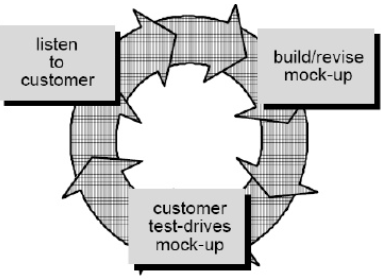 listen
to
customer
build/revise
mock-up
customer
test-drives
mock-up